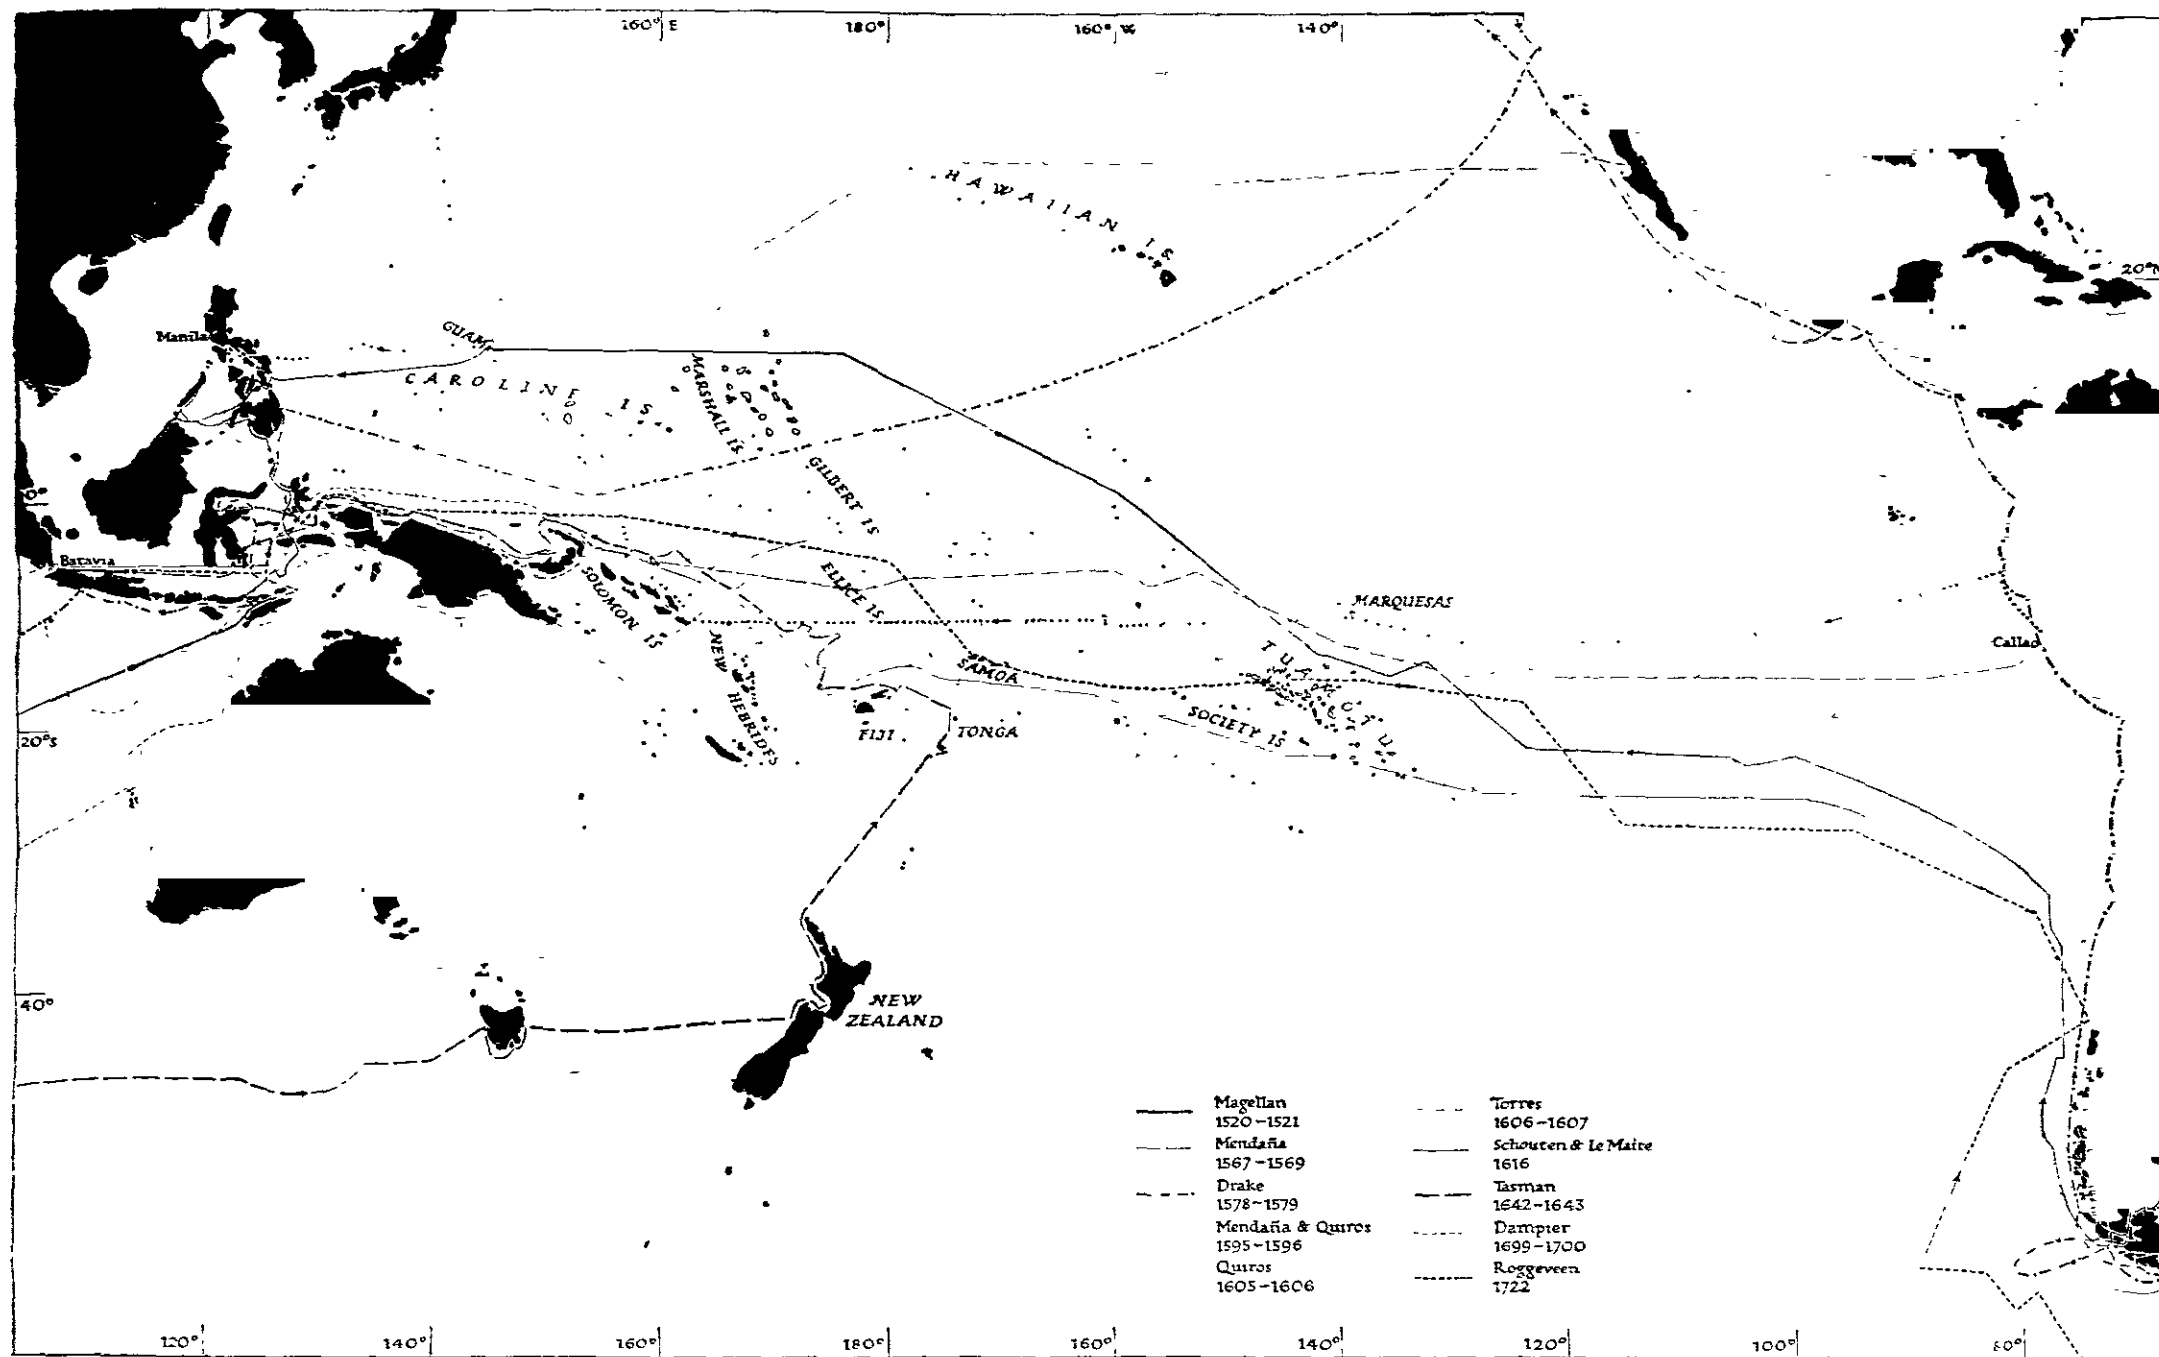 160° E
180°
160° W
140°
HAWAIIAN IS
20° N
Manila
GUAM
CAROLINE IS
MARSHALL IS
GILBERT IS
0°
Batavia
SOLOMON IS
ELLICE IS
MARQUESAS
Callao
NEW HEBRIDES
SAMOA
TUAMOTU
SOCIETY IS
20°S
FIJI
TONGA
40°
NEW
ZEALAND
Magellan
1520-1521
Mendaña
1567-1569
Drake
1578-1579
Mendaña & Quiros
1595-1596
Quiros
1605-1606
Torres
1606-1607
Schouten & Le Maire
1616
Tasman
1642-1643
Dampier
1699-1700
Roggeveen
1722
120°
140°
160°
180°
160°
140°
120°
100°
80°